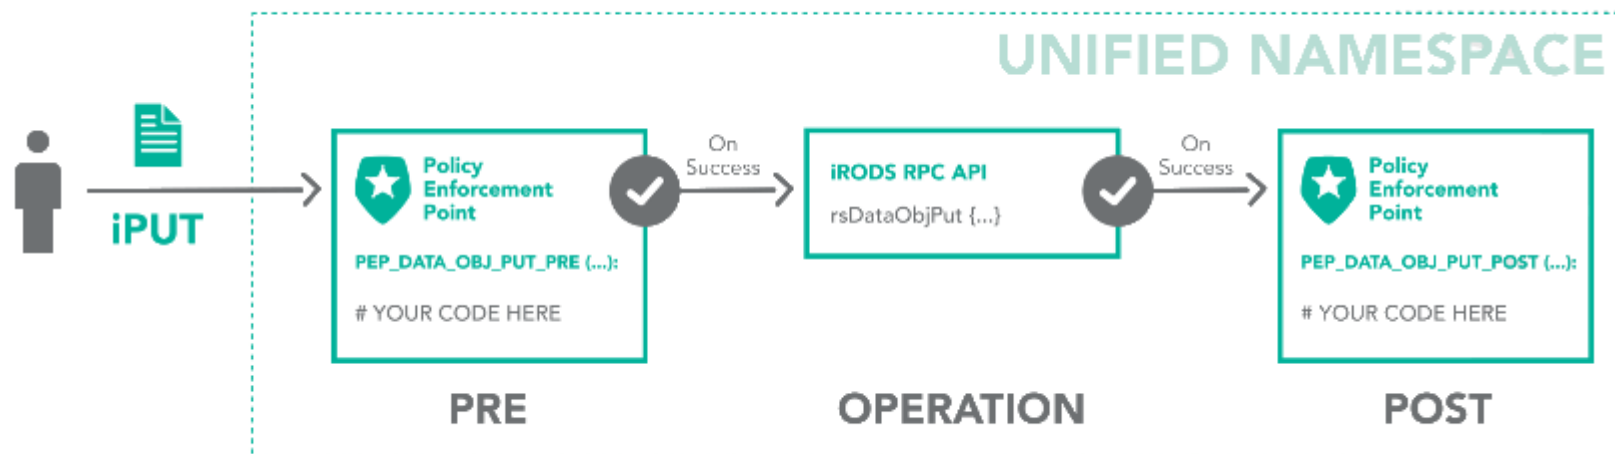 UNIFIED NAMESPACE
iPUT
Policy
Enforcement
Point
PEP_DATA_OBJ_PUT_PRE (...):
# YOUR CODE HERE
PRE
On
Success
iRODS RPC API
rsDataObjPut {...}
OPERATION
On
Success
Policy
Enforcement
Point
PEP_DATA_OBJ_PUT_POST (...):
# YOUR CODE HERE
POST